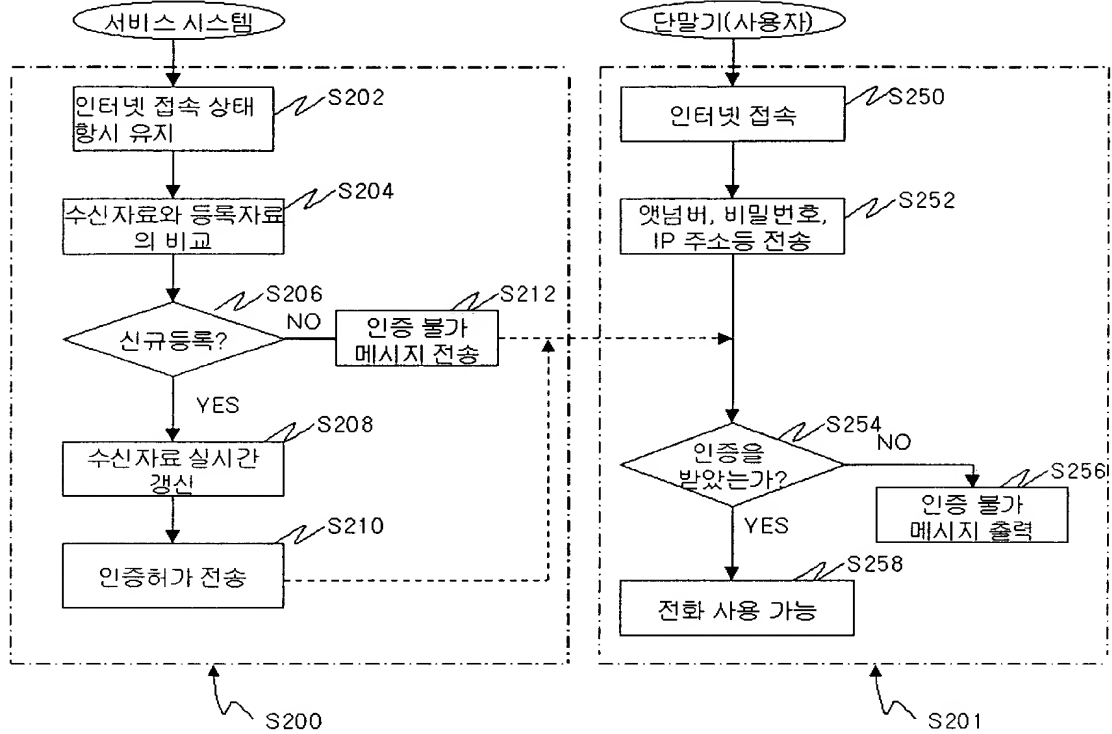 서비스 시스템
인터넷 접속 상태
항시 유지
S202
수신자료와 등록자료
의 비교
S204
신규등록?
S206
NO
인증 불가
메시지 전송
S212
YES
수신자료 실시간
갱신
S208
인증허가 전송
S210
S200
단말기(사용자)
인터넷 접속
S250
앳넘버, 비밀번호,
IP 주소등 전송
S252
인증을
받았는가?
S254
NO
인증 불가
메시지 출력
S256
YES
전화 사용 가능
S258
S201